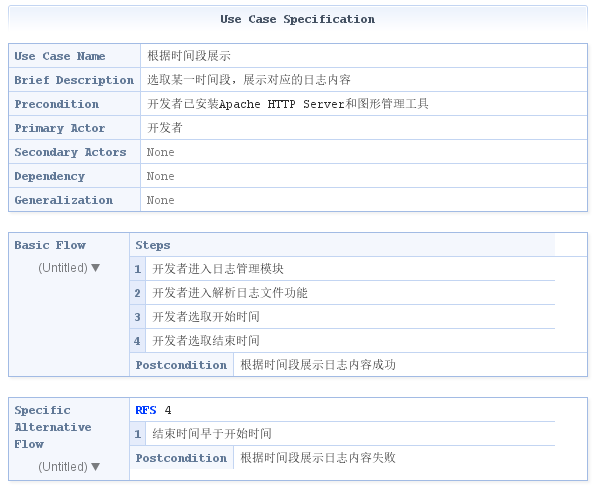 Use Case Specification
Use Case Name 根据时间段展示
Brief Description 选取某一时间段，展示对应的日志内容
Precondition 开发者已安装Apache HTTP Server和图形管理工具
Primary Actor 开发者
Secondary Actors None
Dependency None
Generalization None
Basic Flow Steps
(Untitled) ▼
1 开发者进入日志管理模块
2 开发者进入解析日志文件功能
3 开发者选取开始时间
4 开发者选取结束时间
Postcondition 根据时间段展示日志内容成功
Specific
Alternative
Flow
(Untitled) ▼
RFS 4
1 结束时间早于开始时间
Postcondition 根据时间段展示日志内容失败